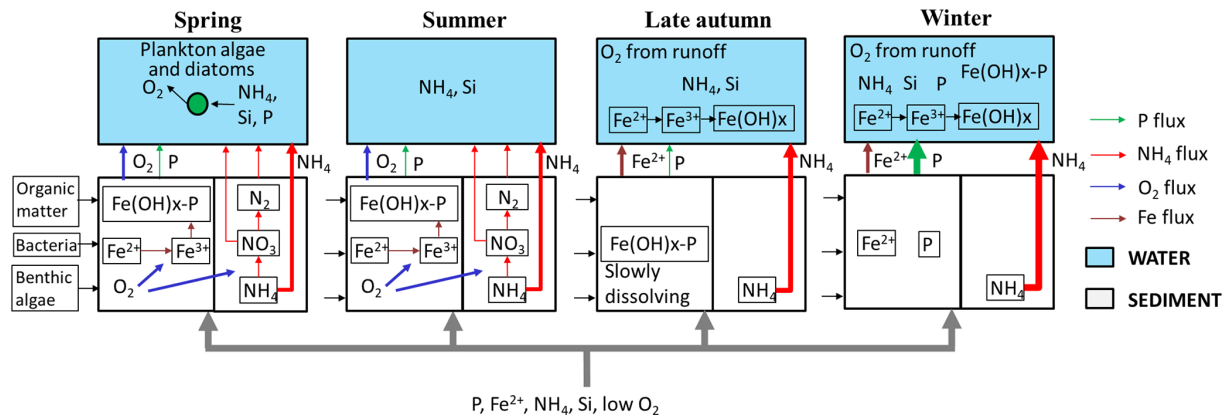 Spring
Summer
Late autumn
Winter
Plankton algae
and diatoms
O₂
NH₄,
Si, P
NH₄, Si
O₂ from runoff
NH₄, Si
Fe²⁺
Fe³⁺
Fe(OH)x
O₂ from runoff
NH₄ Si P
Fe(OH)x-P
Fe²⁺
Fe³⁺
Fe(OH)x
O₂
P
NH₄
O₂
P
NH₄
Fe²⁺
P
NH₄
Fe²⁺
P
NH₄
Organic
matter
Bacteria
Benthic
algae
Fe(OH)x-P
Fe²⁺
Fe³⁺
O₂
N₂
NO₃
NH₄
Fe(OH)x-P
Fe²⁺
Fe³⁺
O₂
N₂
NO₃
NH₄
Fe(OH)x-P
Slowly
dissolving
NH₄
Fe²⁺
P
NH₄
P flux
NH₄ flux
O₂ flux
Fe flux
WATER
SEDIMENT
P, Fe²⁺, NH₄, Si, low O₂